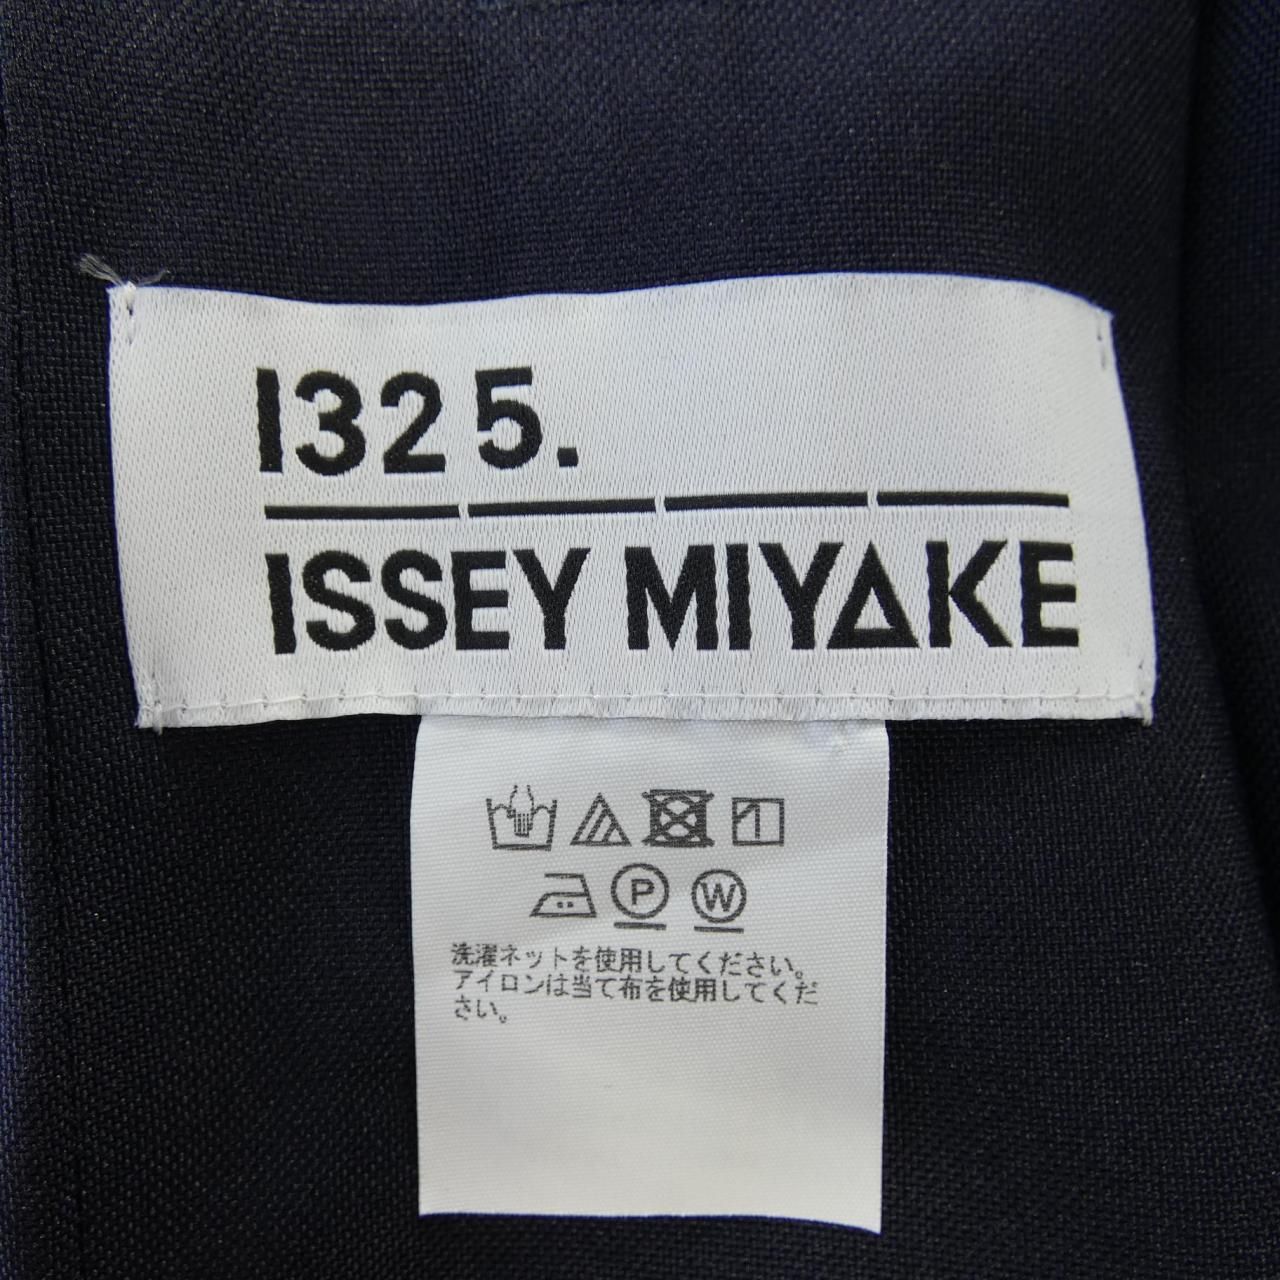 132 5.
ISSEY MIYAKE
P W
洗濯ネットを使用してください。
アイロンは当て布を使用してくだ
さい。